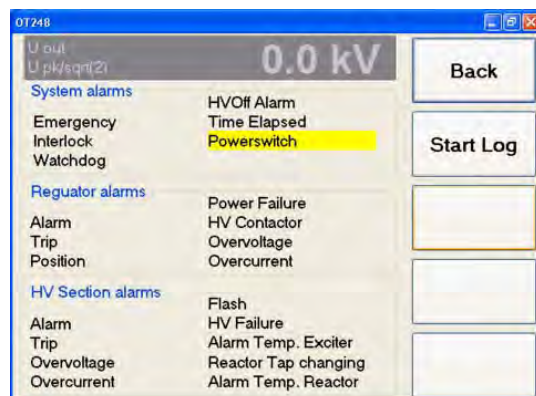 OT248
U out
U pk/sqrt(2)
0.0 kV
System alarms
HVOff Alarm
Emergency
Time Elapsed
Interlock
Powerswitch
Watchdog
Reguator alarms
Power Failure
Alarm
HV Contactor
Trip
Overvoltage
Position
Overcurrent
HV Section alarms
Flash
Alarm
HV Failure
Trip
Alarm Temp. Exciter
Overvoltage
Reactor Tap changing
Overcurrent
Alarm Temp. Reactor
Back
Start Log